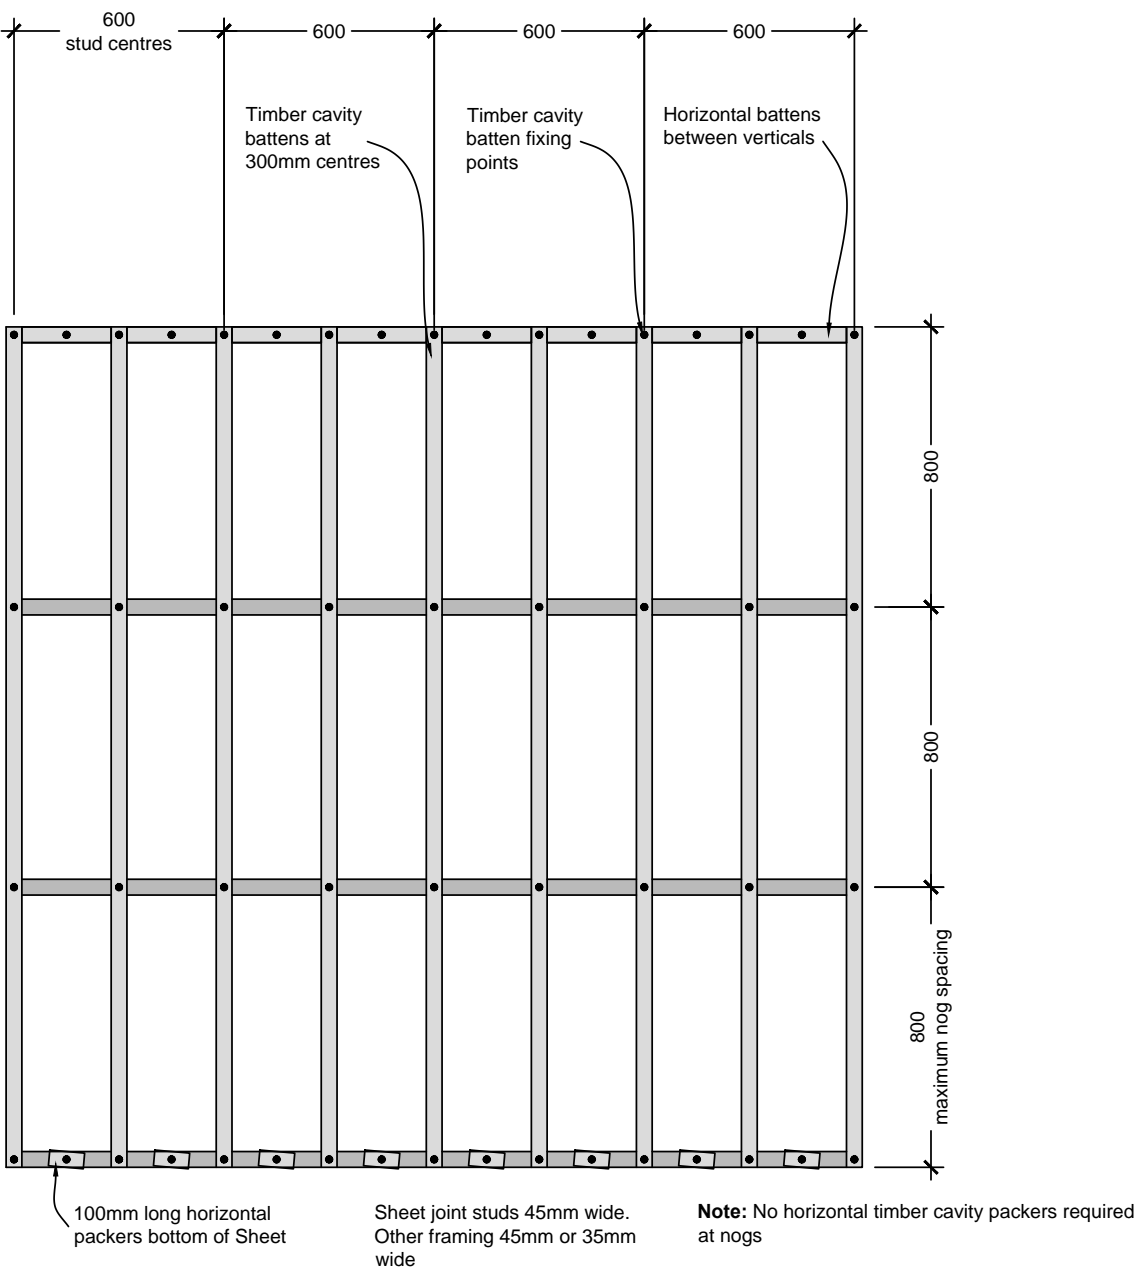 600
stud centres
600
600
600
Timber cavity
battens at
300mm centres
Timber cavity
batten fixing
points
Horizontal battens
between verticals
800
800
800
maximum nog spacing
100mm long horizontal
packers bottom of Sheet
Sheet joint studs 45mm wide.
Other framing 45mm or 35mm
wide
Note: No horizontal timber cavity packers required
at nogs